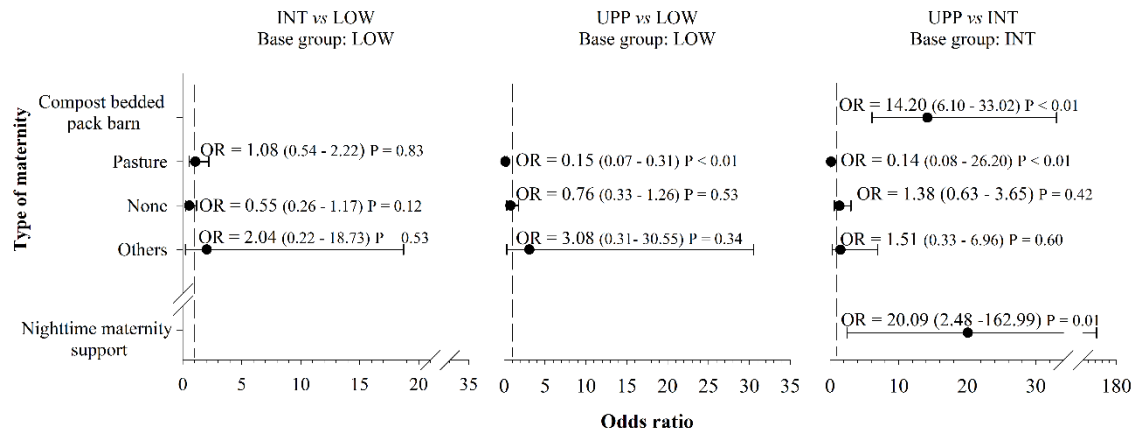 INT vs LOW
Base group: LOW
UPP vs LOW
Base group: LOW
UPP vs INT
Base group: INT
Type of maternity
Compost bedded
pack barn
OR = 14.20 (6.10 - 33.02) P < 0.01
Pasture
OR = 1.08 (0.54 - 2.22) P = 0.83
OR = 0.15 (0.07 - 0.31) P < 0.01
OR = 0.14 (0.08 - 26.20) P < 0.01
None
OR = 0.55 (0.26 - 1.17) P = 0.12
OR = 0.76 (0.33 - 1.26) P = 0.53
OR = 1.38 (0.63 - 3.65) P = 0.42
Others
OR = 2.04 (0.22 - 18.73) P 0.53
OR = 3.08 (0.31- 30.55) P = 0.34
OR = 1.51 (0.33 - 6.96) P = 0.60
Nighttime maternity
support
OR = 20.09 (2.48 -162.99) P = 0.01
0 5 10 15 20 35
0 5 10 15 20 25 30 35
0 10 20 30 180
Odds ratio